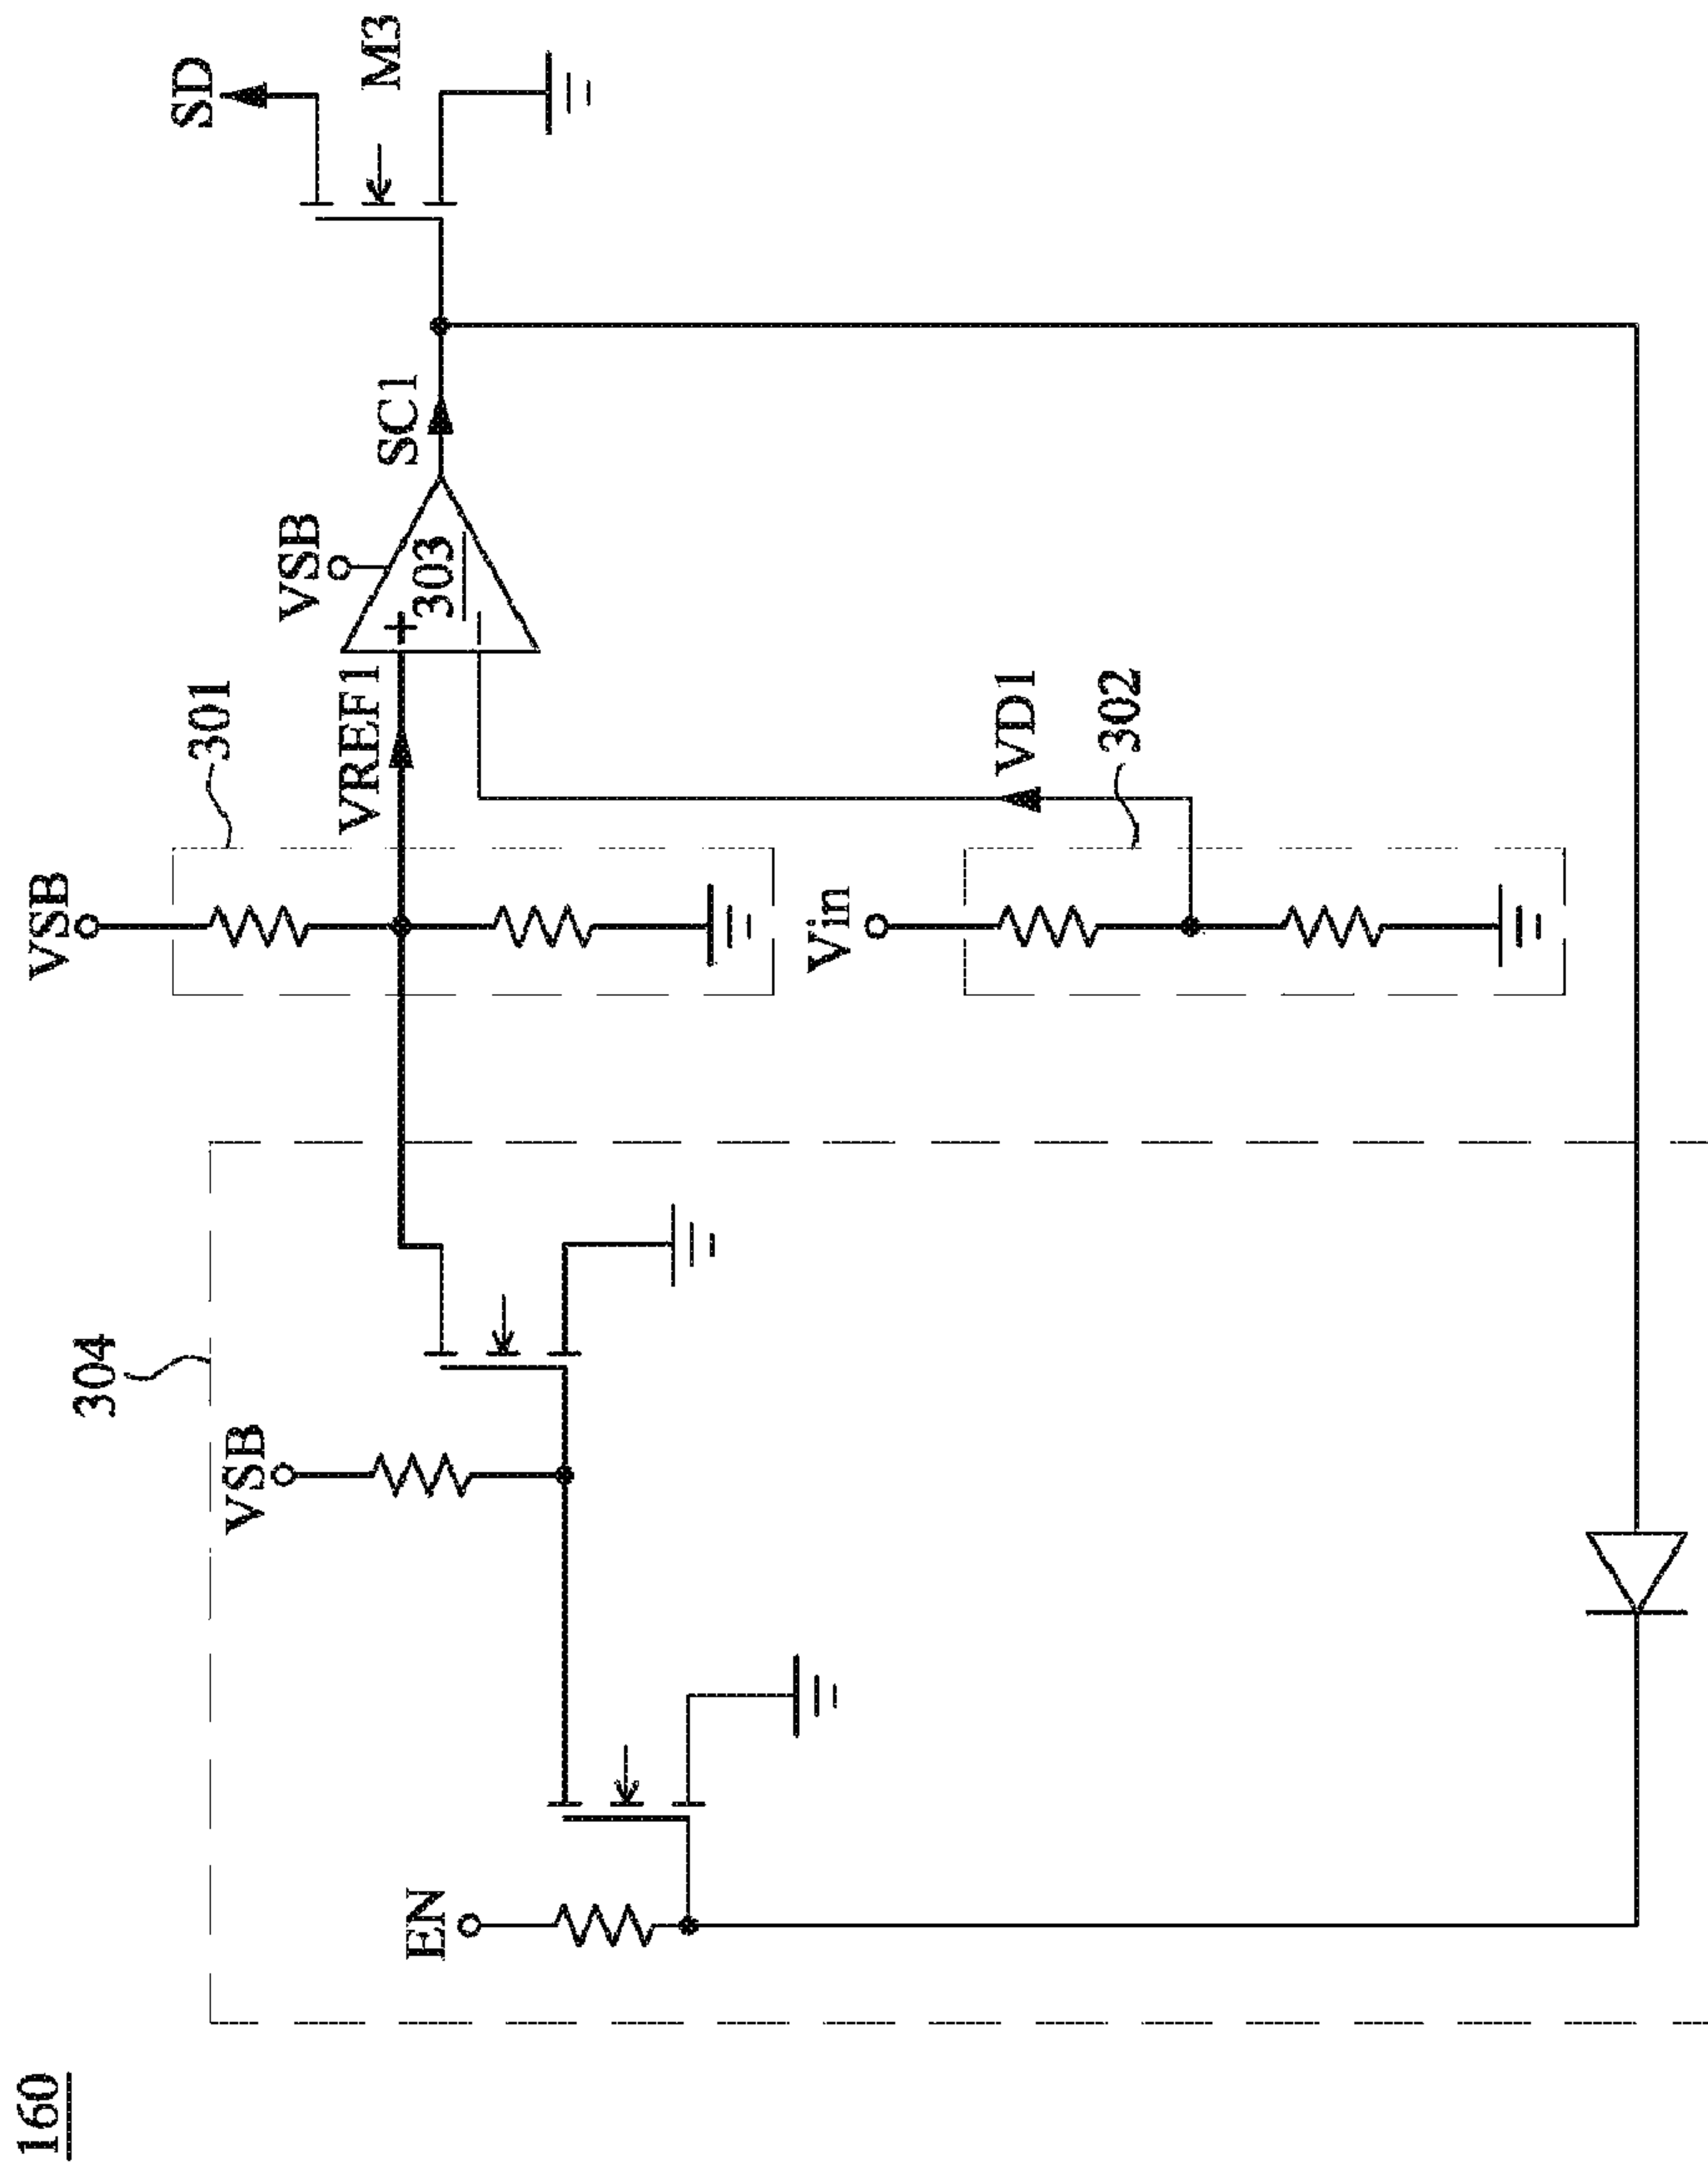 160
304
EN
VSB
VSB
301
VREF1
VSB
303
+
−
SC1
SD
M3
Vin
VD1
302